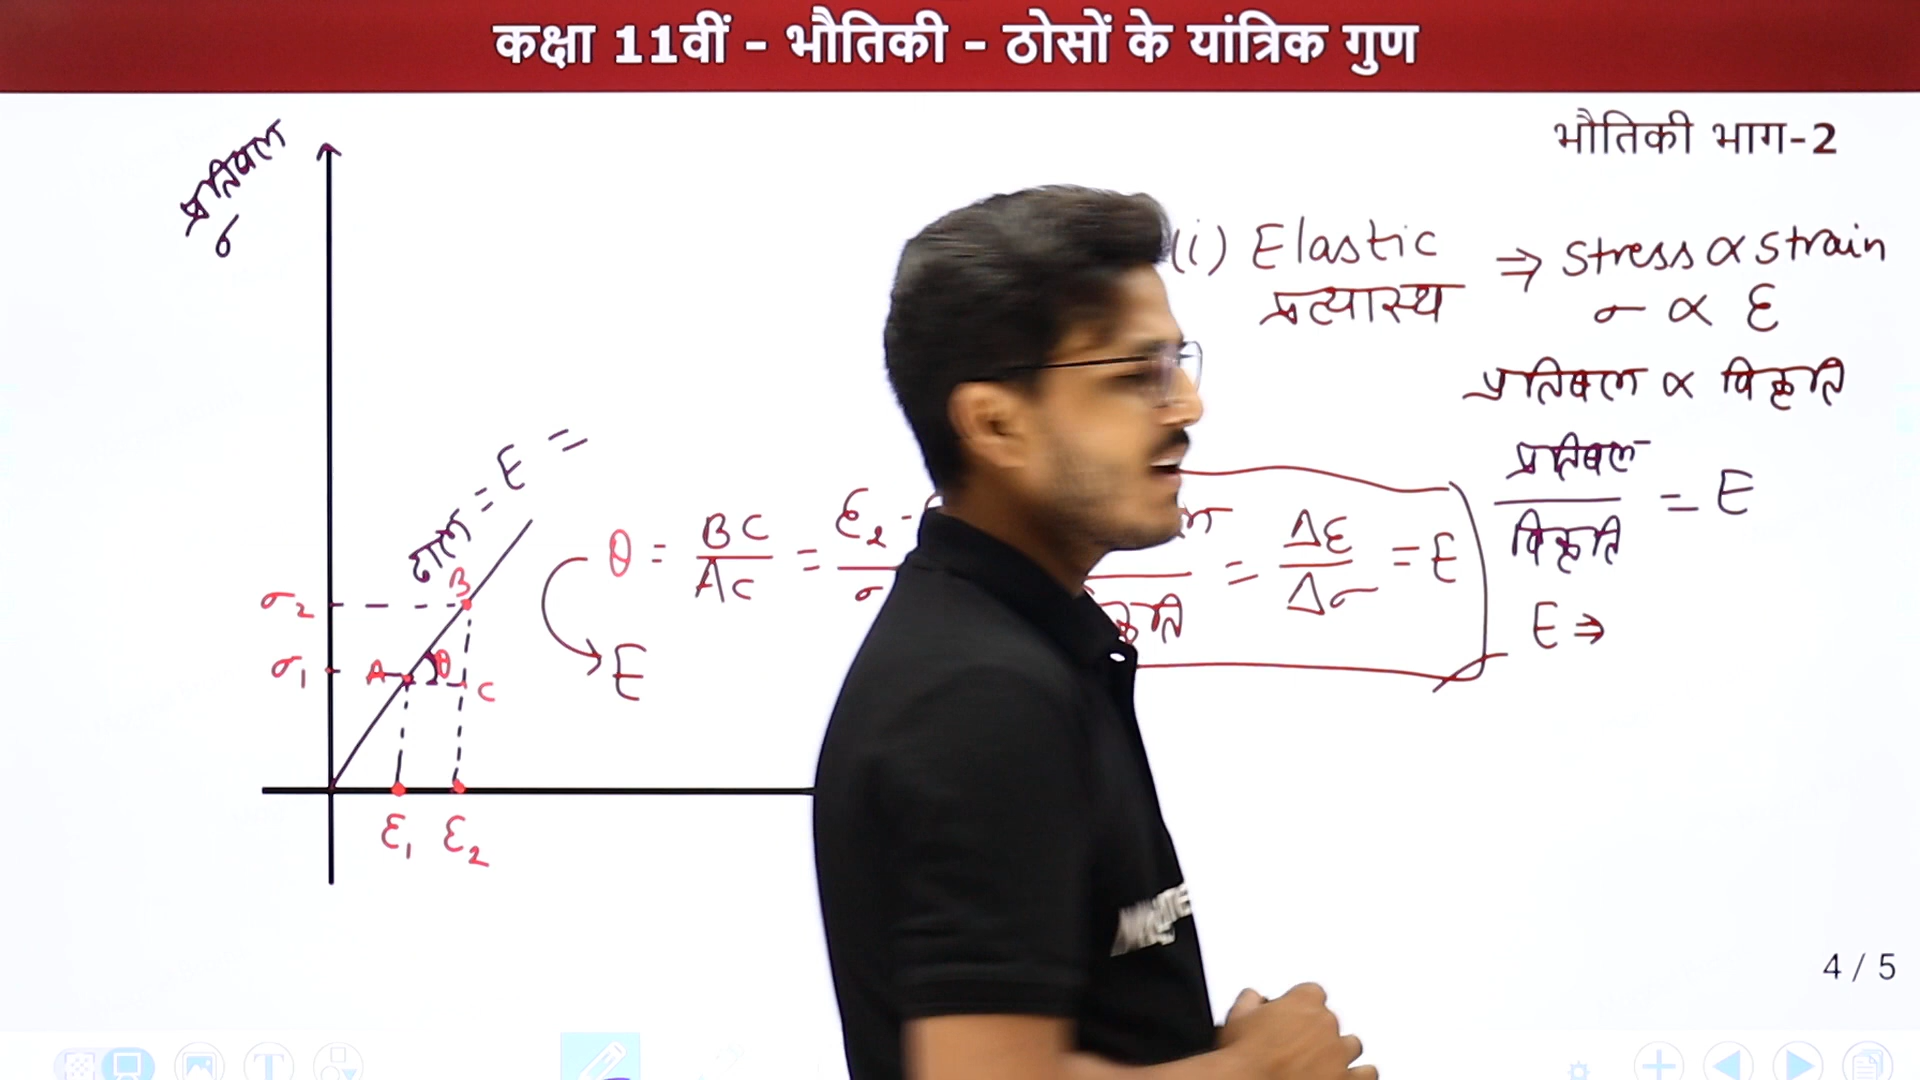 कक्षा 11वीं - भौतिकी - ठोसों के यांत्रिक गुण
भौतिकी भाग-2
प्रतिबल
σ
(i) Elastic ⇒ Stress ∝ Strain
प्रत्यास्थ σ ∝ ε
प्रतिबल ∝ विकृति
प्रतिबल
विकृति
= E
E ⇒
ढाल = E =
θ = BC / AC = ε2 -
= Δε / Δσ = E
E
σ2
σ1
A
B
C
θ
ε1 ε2
4 / 5